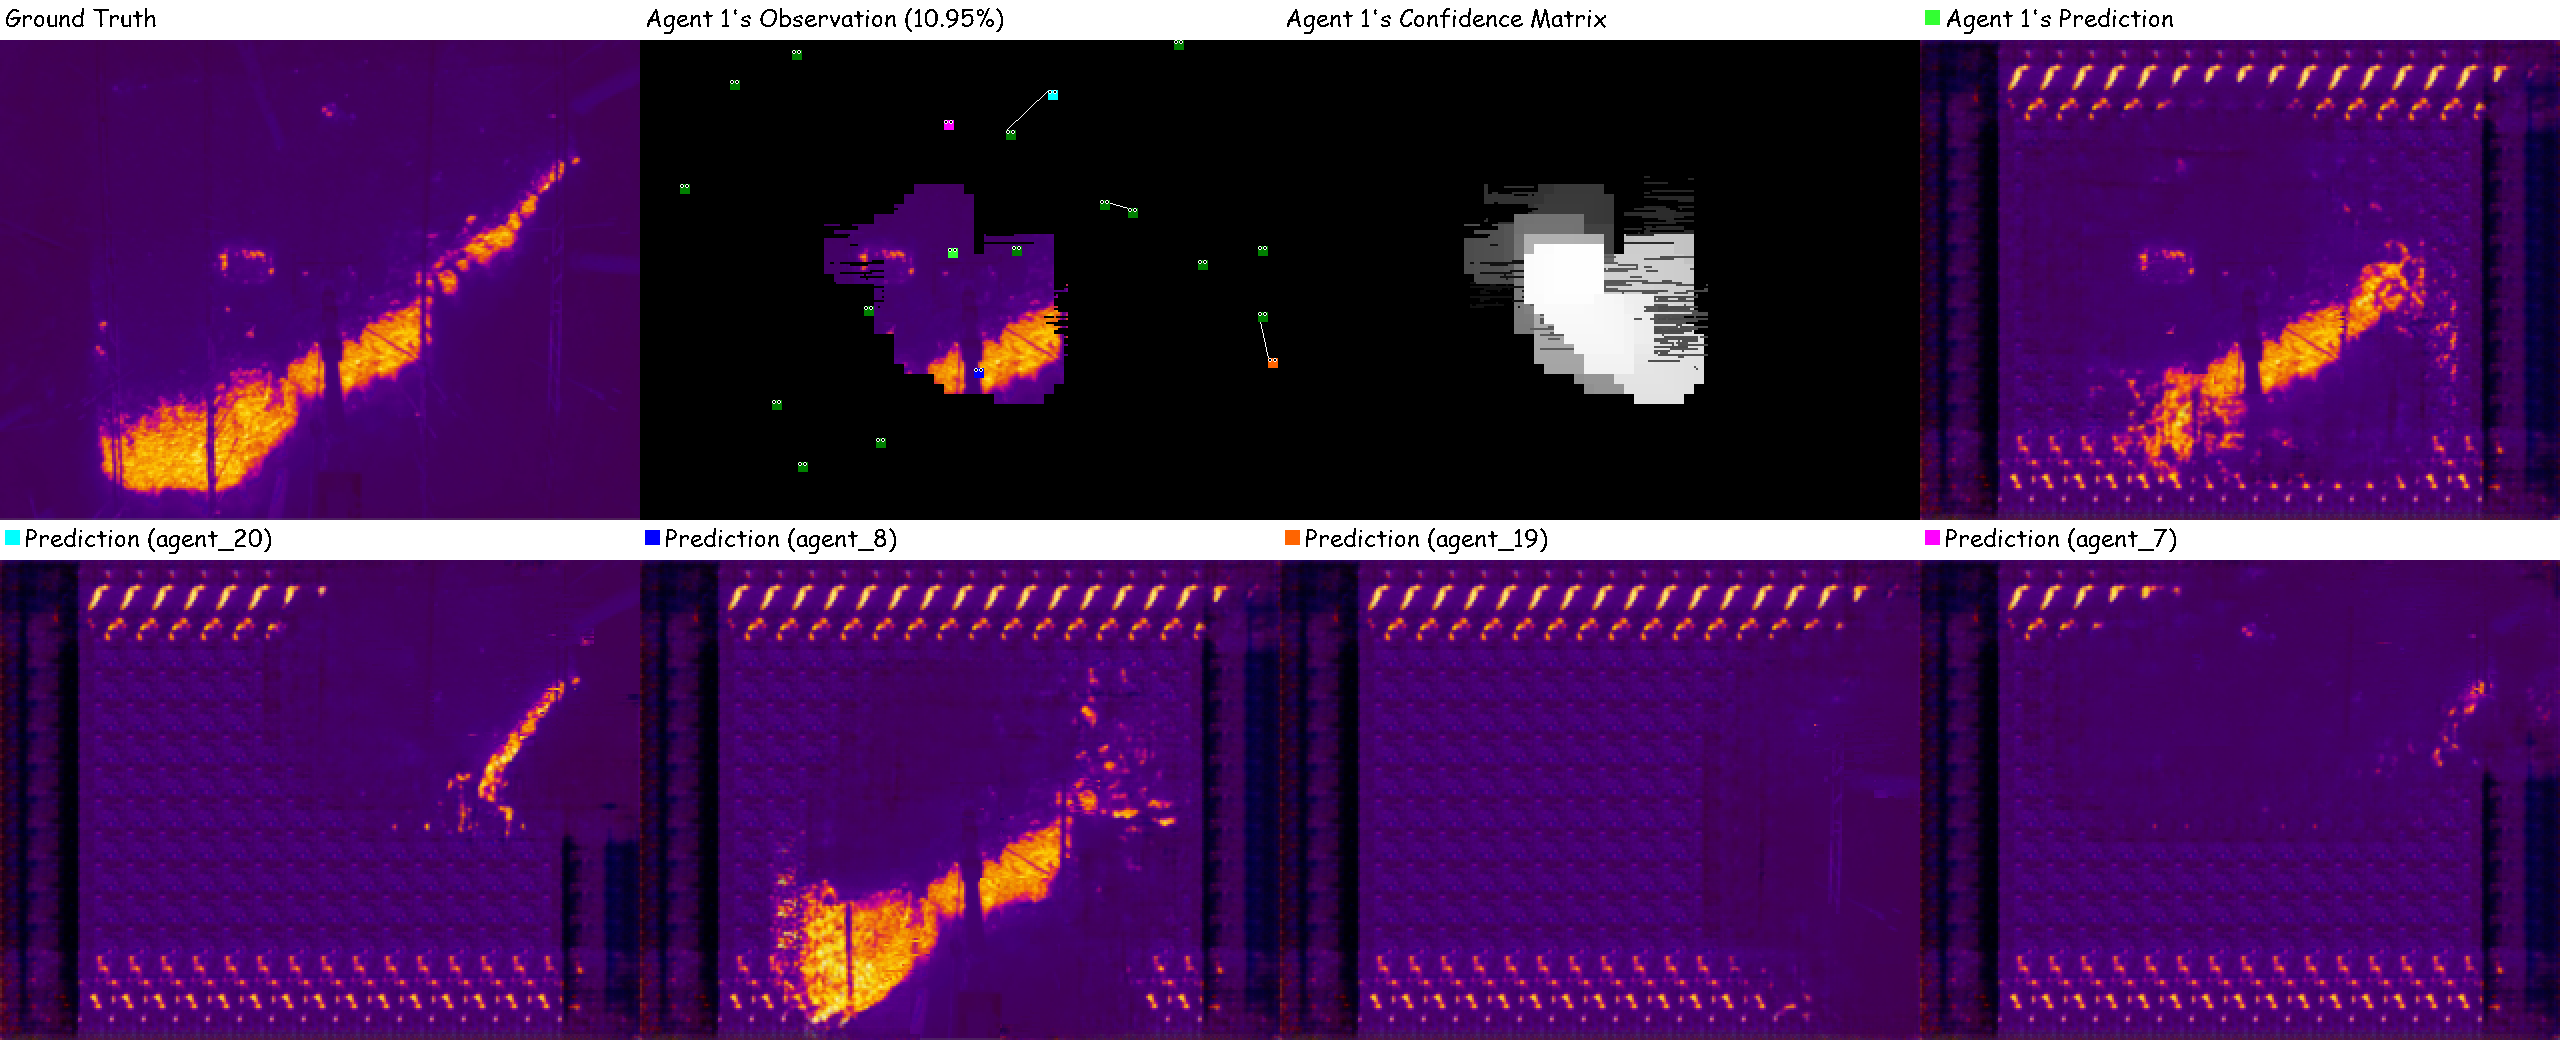 Ground Truth
Agent 1's Observation (10.95%)
Agent 1's Confidence Matrix
Agent 1's Prediction
Prediction (agent_20)
Prediction (agent_8)
Prediction (agent_19)
Prediction (agent_7)